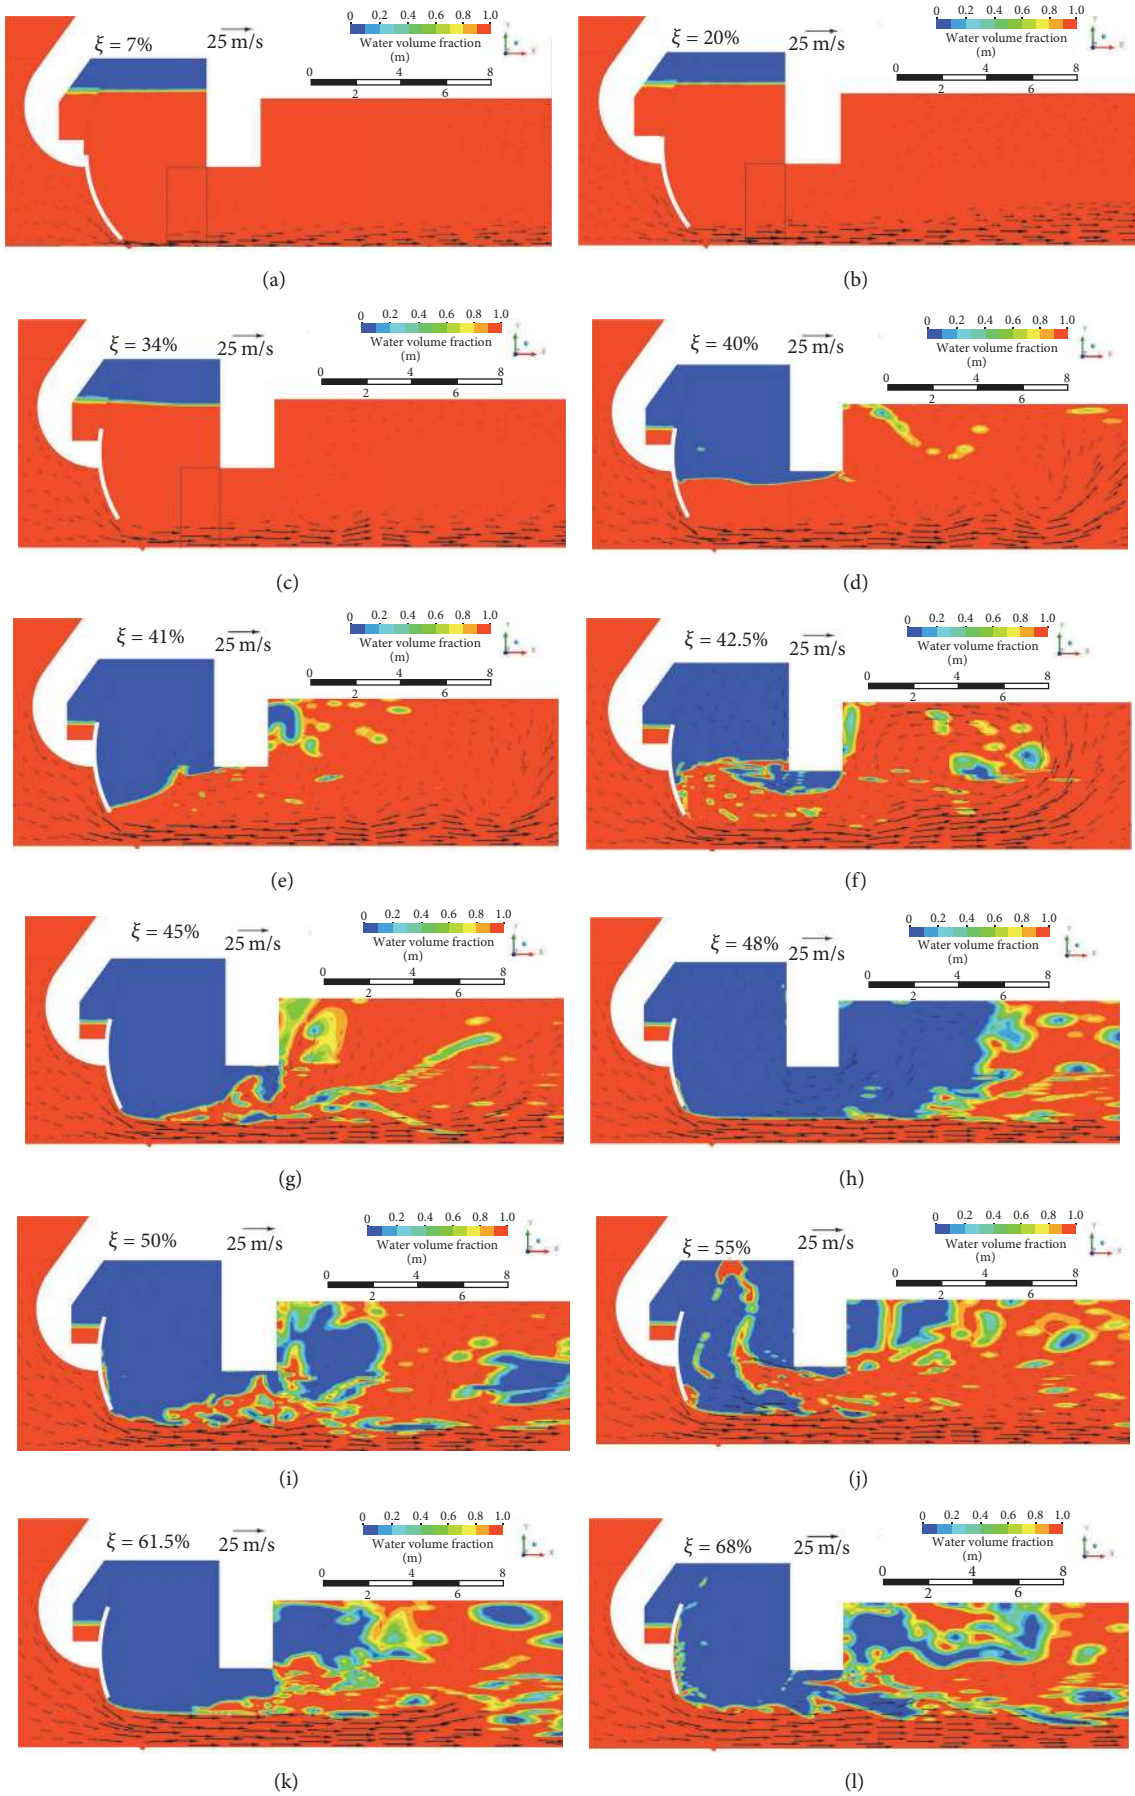 ξ = 7%
25 m/s
0 0.2 0.4 0.6 0.8 1.0
Water volume fraction
(m)
0 4 8
2 6
(a)
ξ = 20%
25 m/s
0 0.2 0.4 0.6 0.8 1.0
Water volume fraction
(m)
0 4 8
2 6
(b)
ξ = 34%
25 m/s
0 0.2 0.4 0.6 0.8 1.0
Water volume fraction
(m)
0 4 8
2 6
(c)
ξ = 40%
25 m/s
0 0.2 0.4 0.6 0.8 1.0
Water volume fraction
(m)
0 4 8
2 6
(d)
ξ = 41%
25 m/s
0 0.2 0.4 0.6 0.8 1.0
Water volume fraction
(m)
0 4 8
2 6
(e)
ξ = 42.5%
25 m/s
0 0.2 0.4 0.6 0.8 1.0
Water volume fraction
(m)
0 4 8
2 6
(f)
ξ = 45%
25 m/s
0 0.2 0.4 0.6 0.8 1.0
Water volume fraction
(m)
0 4 8
2 6
(g)
ξ = 48%
25 m/s
0 0.2 0.4 0.6 0.8 1.0
Water volume fraction
(m)
0 4 8
2 6
(h)
ξ = 50%
25 m/s
0 0.2 0.4 0.6 0.8 1.0
Water volume fraction
(m)
0 4 8
2 6
(i)
ξ = 55%
25 m/s
0 0.2 0.4 0.6 0.8 1.0
Water volume fraction
(m)
0 4 8
2 6
(j)
ξ = 61.5%
25 m/s
0 0.2 0.4 0.6 0.8 1.0
Water volume fraction
(m)
0 4 8
2 6
(k)
ξ = 68%
25 m/s
0 0.2 0.4 0.6 0.8 1.0
Water volume fraction
(m)
0 4 8
2 6
(l)